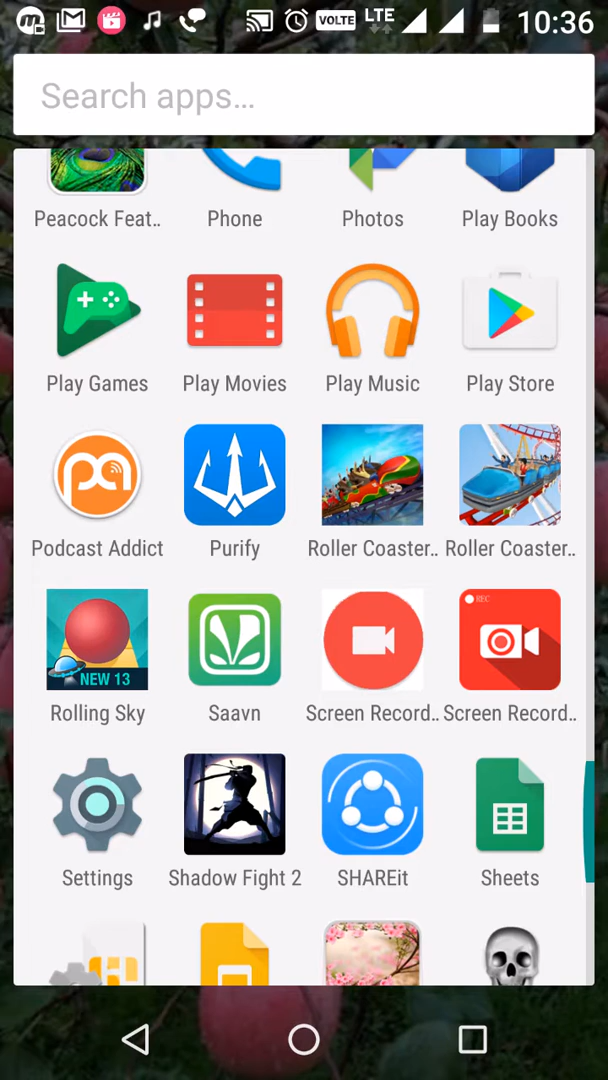 VOLTE LTE 10:36
Search apps...
Peacock Feat.. Phone Photos Play Books
Play Games Play Movies Play Music Play Store
Podcast Addict Purify Roller Coaster.. Roller Coaster..
NEW 13
REC
Rolling Sky Saavn Screen Record.. Screen Record..
Settings Shadow Fight 2 SHAREit Sheets